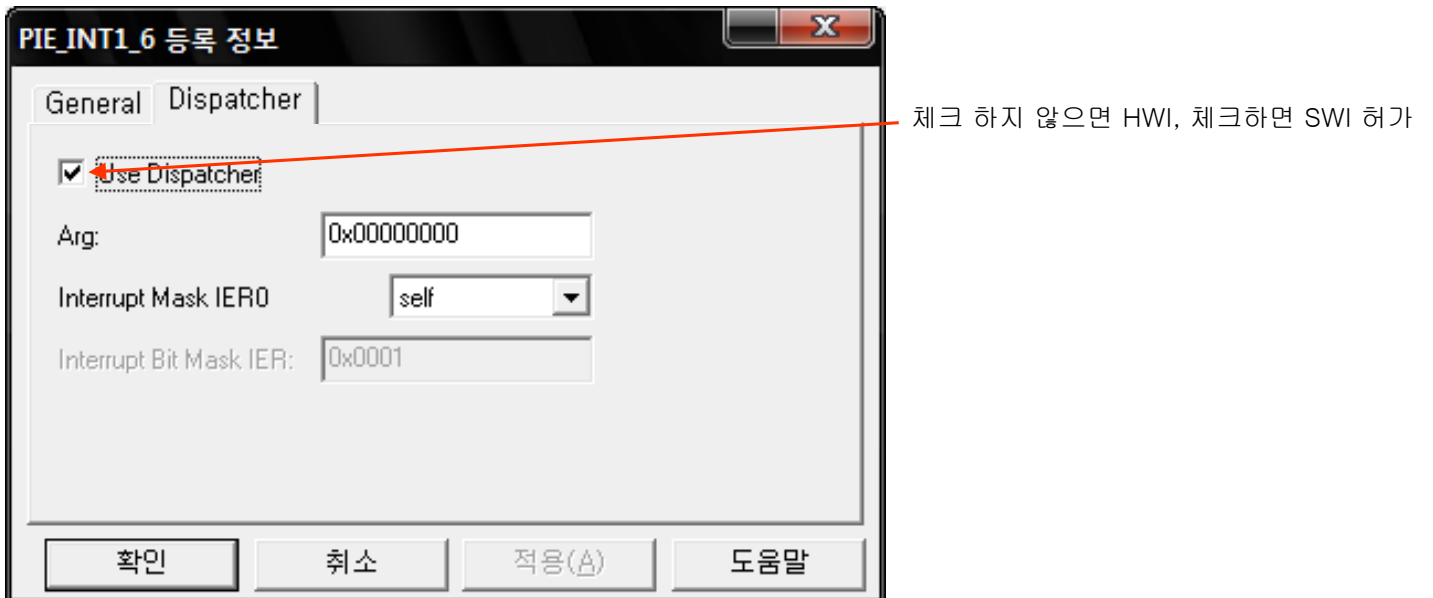 PIE_INT1_6 등록 정보
General Dispatcher
체크 하지 않으면 HWI, 체크하면 SWI 허가
Use Dispatcher
Arg: 0x00000000
Interrupt Mask IER0 self
Interrupt Bit Mask IER: 0x0001
확인 취소 적용(A) 도움말